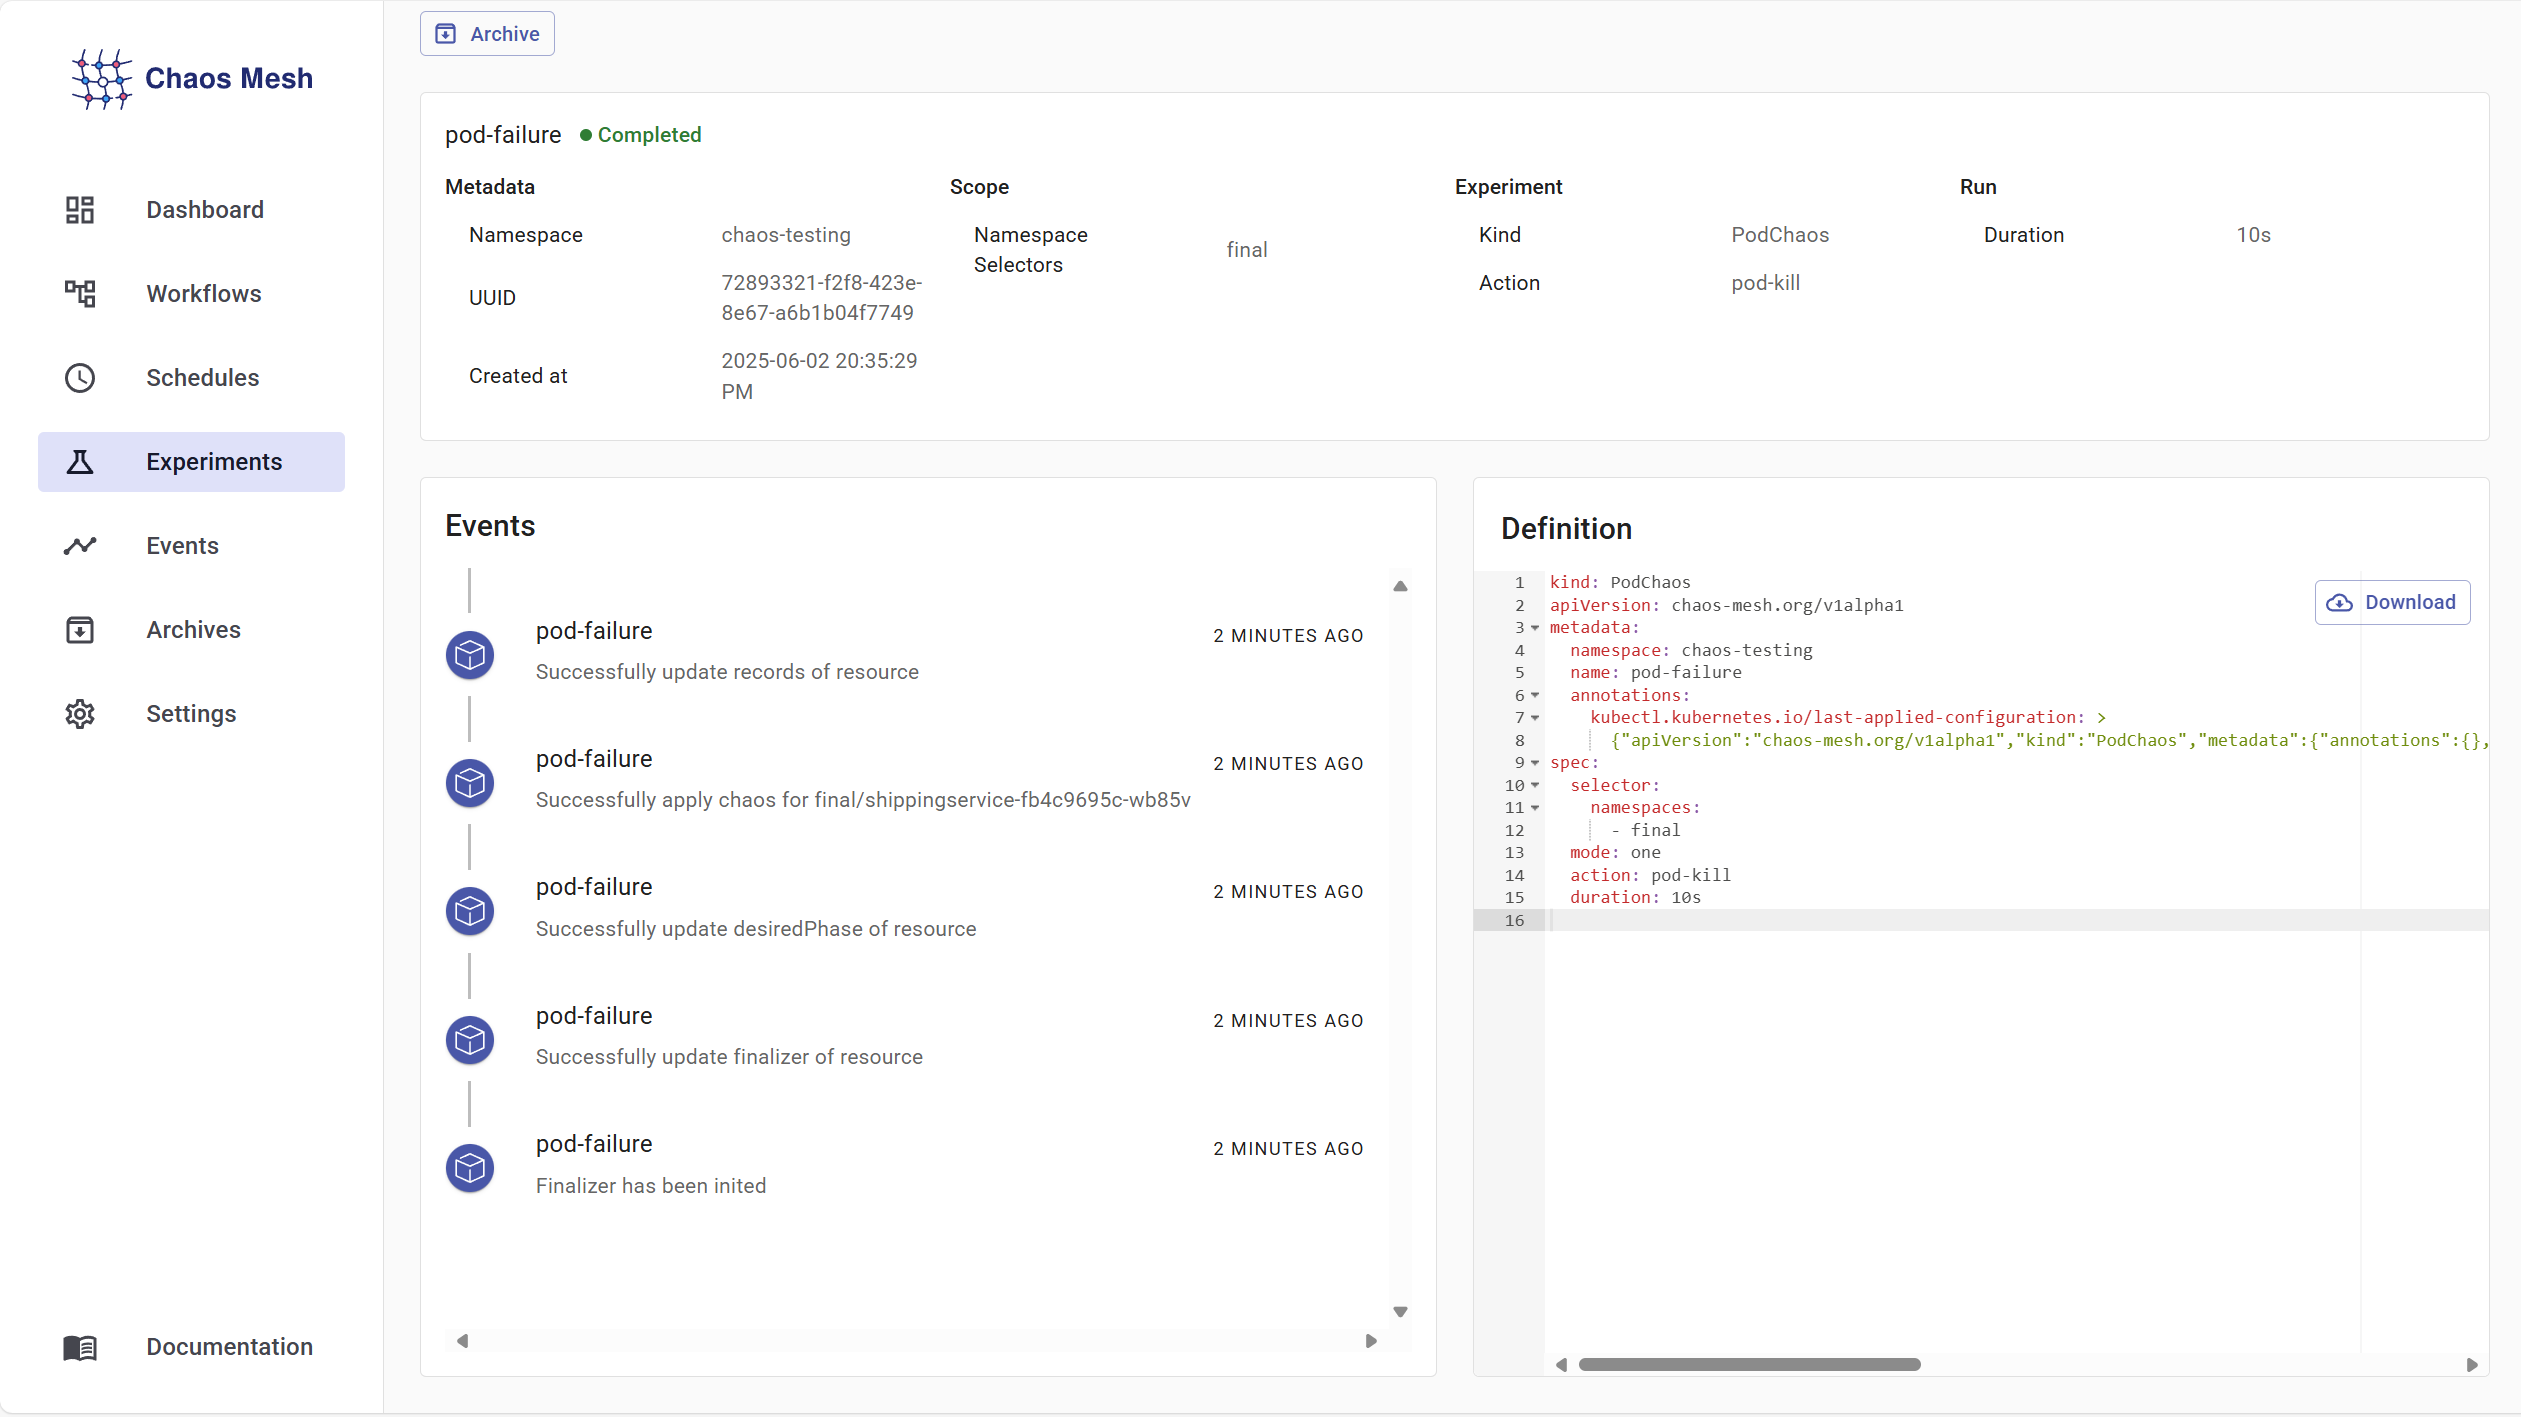 Chaos Mesh
Dashboard
Workflows
Schedules
Experiments
Events
Archives
Settings
Documentation
Archive
pod-failure Completed
Metadata
Namespace chaos-testing
UUID 72893321-f2f8-423e-
8e67-a6b1b04f7749
Created at 2025-06-02 20:35:29
PM
Scope
Namespace
Selectors
final
Experiment
Kind PodChaos
Action pod-kill
Run
Duration 10s
Events
pod-failure 2 MINUTES AGO
Successfully update records of resource
pod-failure 2 MINUTES AGO
Successfully apply chaos for final/shippingservice-fb4c9695c-wb85v
pod-failure 2 MINUTES AGO
Successfully update desiredPhase of resource
pod-failure 2 MINUTES AGO
Successfully update finalizer of resource
pod-failure 2 MINUTES AGO
Finalizer has been inited
Definition
Download
1 kind: PodChaos
2 apiVersion: chaos-mesh.org/v1alpha1
3 metadata:
4 namespace: chaos-testing
5 name: pod-failure
6 annotations:
7 kubectl.kubernetes.io/last-applied-configuration: >
8 {"apiVersion":"chaos-mesh.org/v1alpha1","kind":"PodChaos","metadata":{"annotations":{},
9 spec:
10 selector:
11 namespaces:
12 - final
13 mode: one
14 action: pod-kill
15 duration: 10s
16